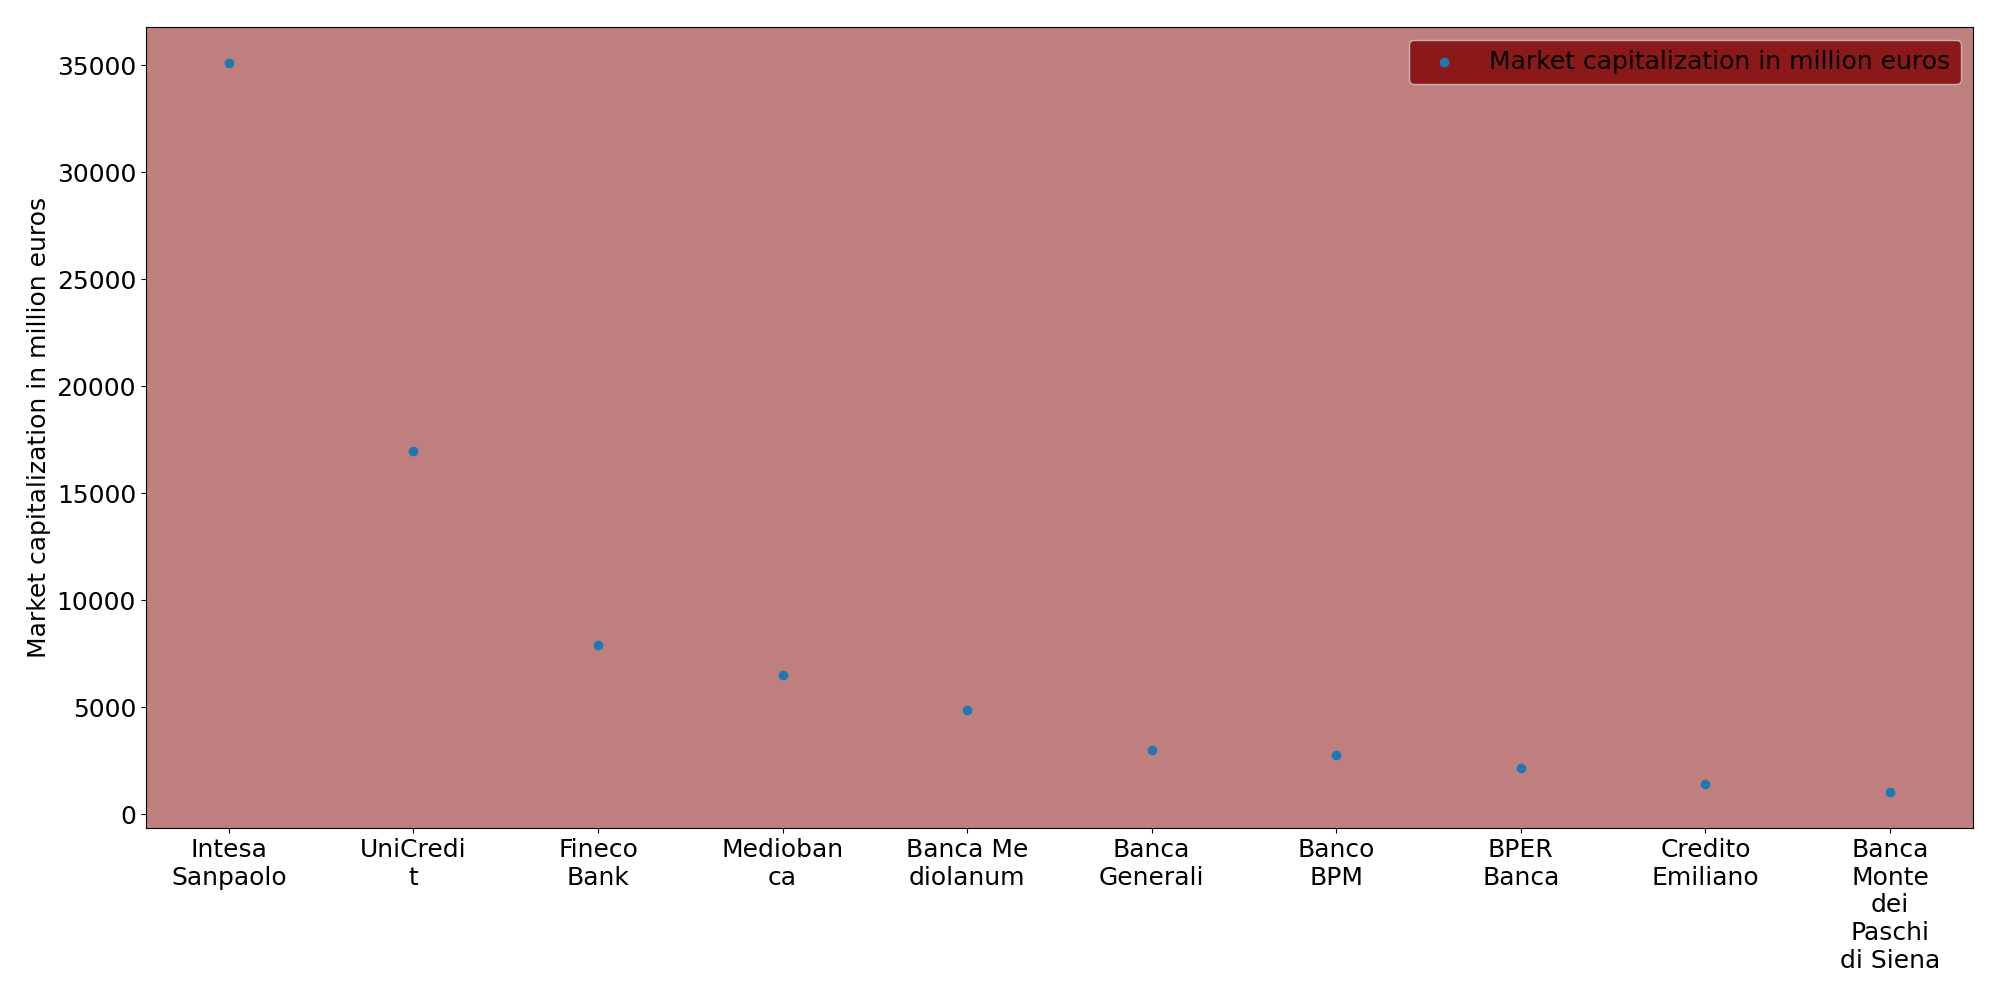 Market capitalization in million euros
Market capitalization in million euros
35000
30000
25000
20000
15000
10000
5000
0
Intesa
Sanpaolo
UniCredi
t
Fineco
Bank
Medioban
ca
Banca Me
diolanum
Banca
Generali
Banco
BPM
BPER
Banca
Credito
Emiliano
Banca
Monte
dei
Paschi
di Siena